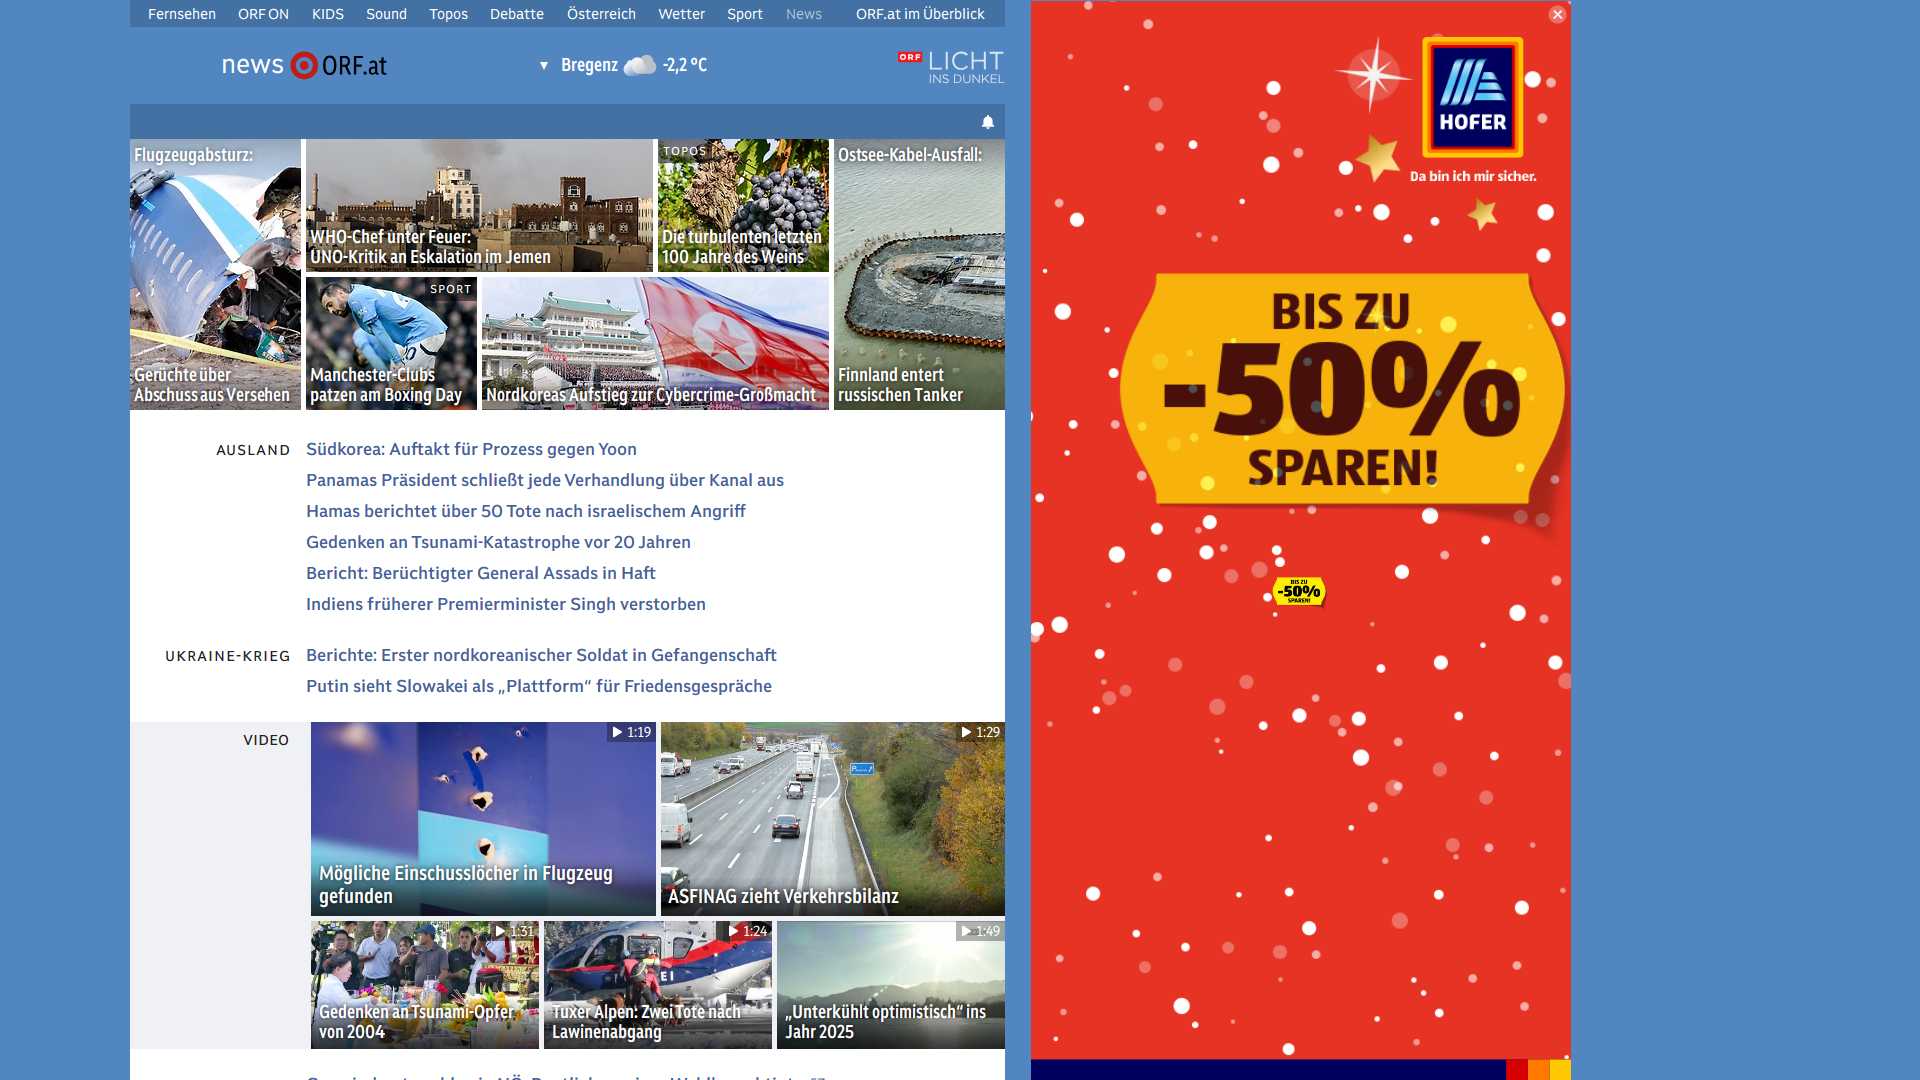 Fernsehen
ORF ON
KIDS
Sound
Topos
Debatte
Österreich
Wetter
Sport
News
ORF.at im Überblick
news ORF.at
Bregenz -2,2 °C
ORF LICHT
INS DUNKEL
Flugzeugabsturz:
Gerüchte über
Abschuss aus Versehen
WHO-Chef unter Feuer:
UNO-Kritik an Eskalation im Jemen
TOPOS
Die turbulenten letzten
100 Jahre des Weins
Ostsee-Kabel-Ausfall:
Finnland entert
russischen Tanker
SPORT
Manchester-Clubs
patzen am Boxing Day
Nordkoreas Aufstieg zur Cybercrime-Großmacht
AUSLAND
Südkorea: Auftakt für Prozess gegen Yoon
Panamas Präsident schließt jede Verhandlung über Kanal aus
Hamas berichtet über 50 Tote nach israelischem Angriff
Gedenken an Tsunami-Katastrophe vor 20 Jahren
Bericht: Berüchtigter General Assads in Haft
Indiens früherer Premierminister Singh verstorben
UKRAINE-KRIEG
Berichte: Erster nordkoreanischer Soldat in Gefangenschaft
Putin sieht Slowakei als „Plattform“ für Friedensgespräche
VIDEO
1:19
Mögliche Einschusslöcher in Flugzeug
gefunden
1:29
ASFINAG zieht Verkehrsbilanz
1:31
Gedenken an Tsunami-Opfer
von 2004
1:24
Tuxer Alpen: Zwei Tote nach
Lawinenabgang
1:49
„Unterkühlt optimistisch“ ins
Jahr 2025
HOFER
Da bin ich mir sicher.
BIS ZU
-50%
SPAREN!
BIS ZU
-50%
SPAREN!